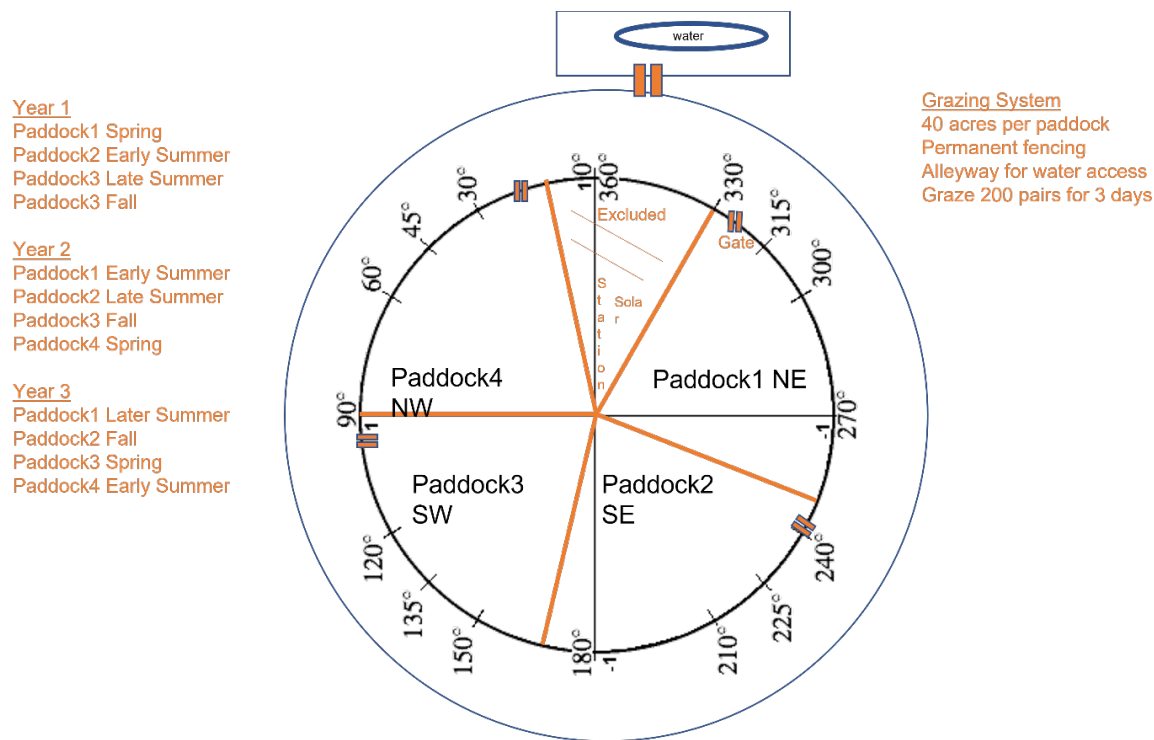 water
Year 1
Paddock1 Spring
Paddock2 Early Summer
Paddock3 Late Summer
Paddock3 Fall
Year 2
Paddock1 Early Summer
Paddock2 Late Summer
Paddock3 Fall
Paddock4 Spring
Year 3
Paddock1 Later Summer
Paddock2 Fall
Paddock3 Spring
Paddock4 Early Summer
Grazing System
40 acres per paddock
Permanent fencing
Alleyway for water access
Graze 200 pairs for 3 days
1
0°
360°
330°
315°
300°
270°
-1
240°
225°
210°
180°
-1
150°
135°
120°
90°
1
60°
45°
30°
Excluded
Gate
Station
Sola
r
Paddock4
NW
Paddock1 NE
Paddock3
SW
Paddock2
SE